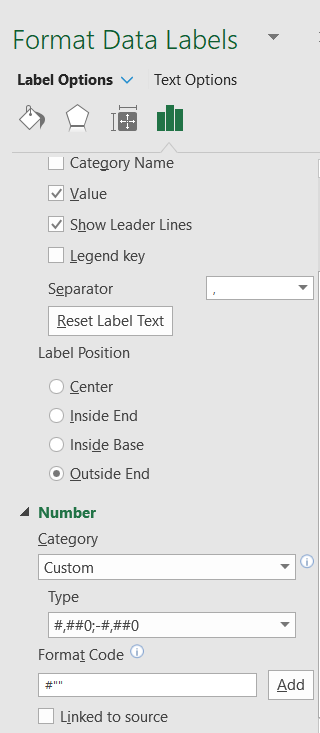 Format Data Labels
Label Options Text Options
Category Name
Value
Show Leader Lines
Legend key
Separator ,
Reset Label Text
Label Position
Center
Inside End
Inside Base
Outside End
Number
Category
Custom
Type
#,##0;-#,##0
Format Code
#"" Add
Linked to source